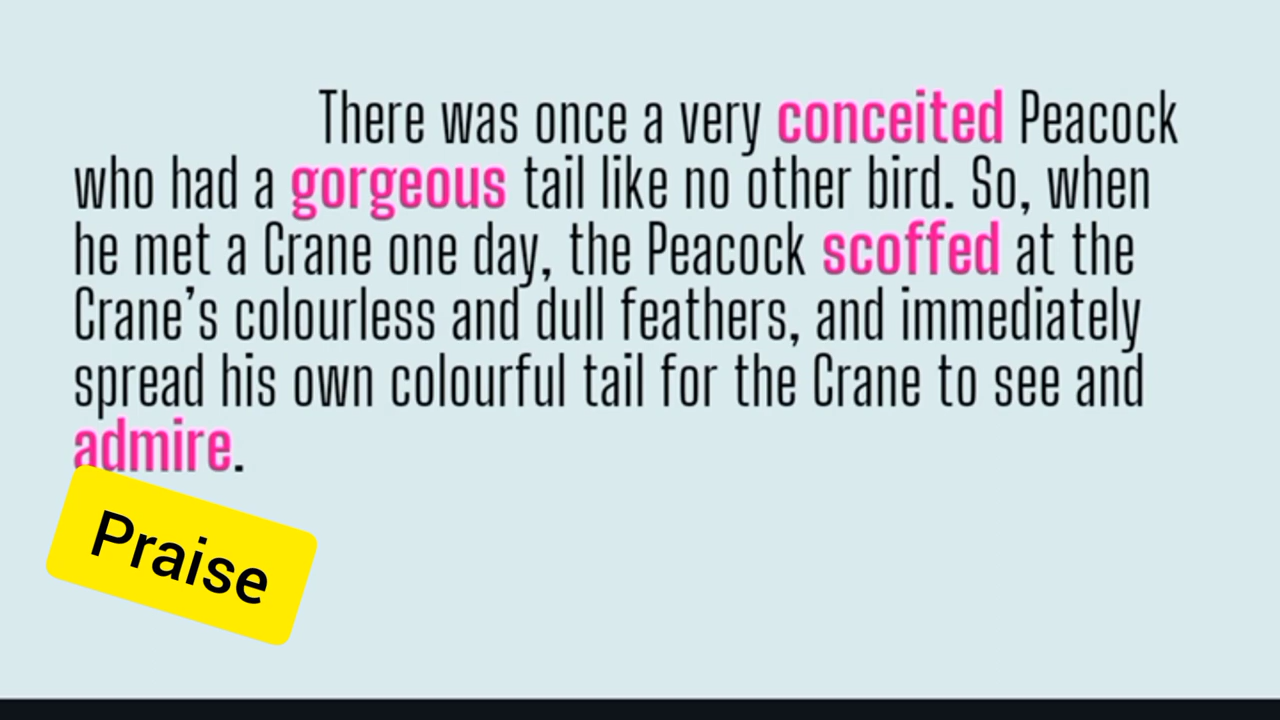 There was once a very conceited Peacock
who had a gorgeous tail like no other bird. So, when
he met a Crane one day, the Peacock scoffed at the
Crane’s colourless and dull feathers, and immediately
spread his own colourful tail for the Crane to see and
admire.
Praise